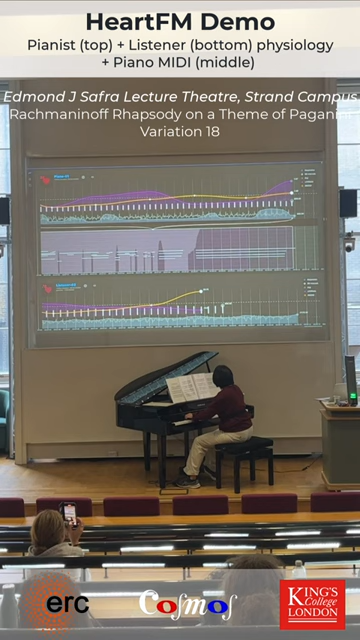 HeartFM Demo
Pianist (top) + Listener (bottom) physiology
+ Piano MIDI (middle)
Edmond J Safra Lecture Theatre, Strand Campus
Rachmaninoff Rhapsody on a Theme of Paganini
Variation 18
erc
CosmoS
KING'S
College
LONDON